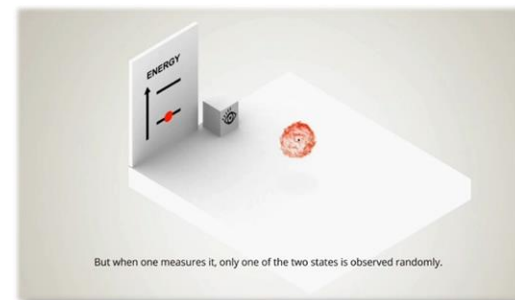 ENERGY
But when one measures it, only one of the two states is observed randomly.